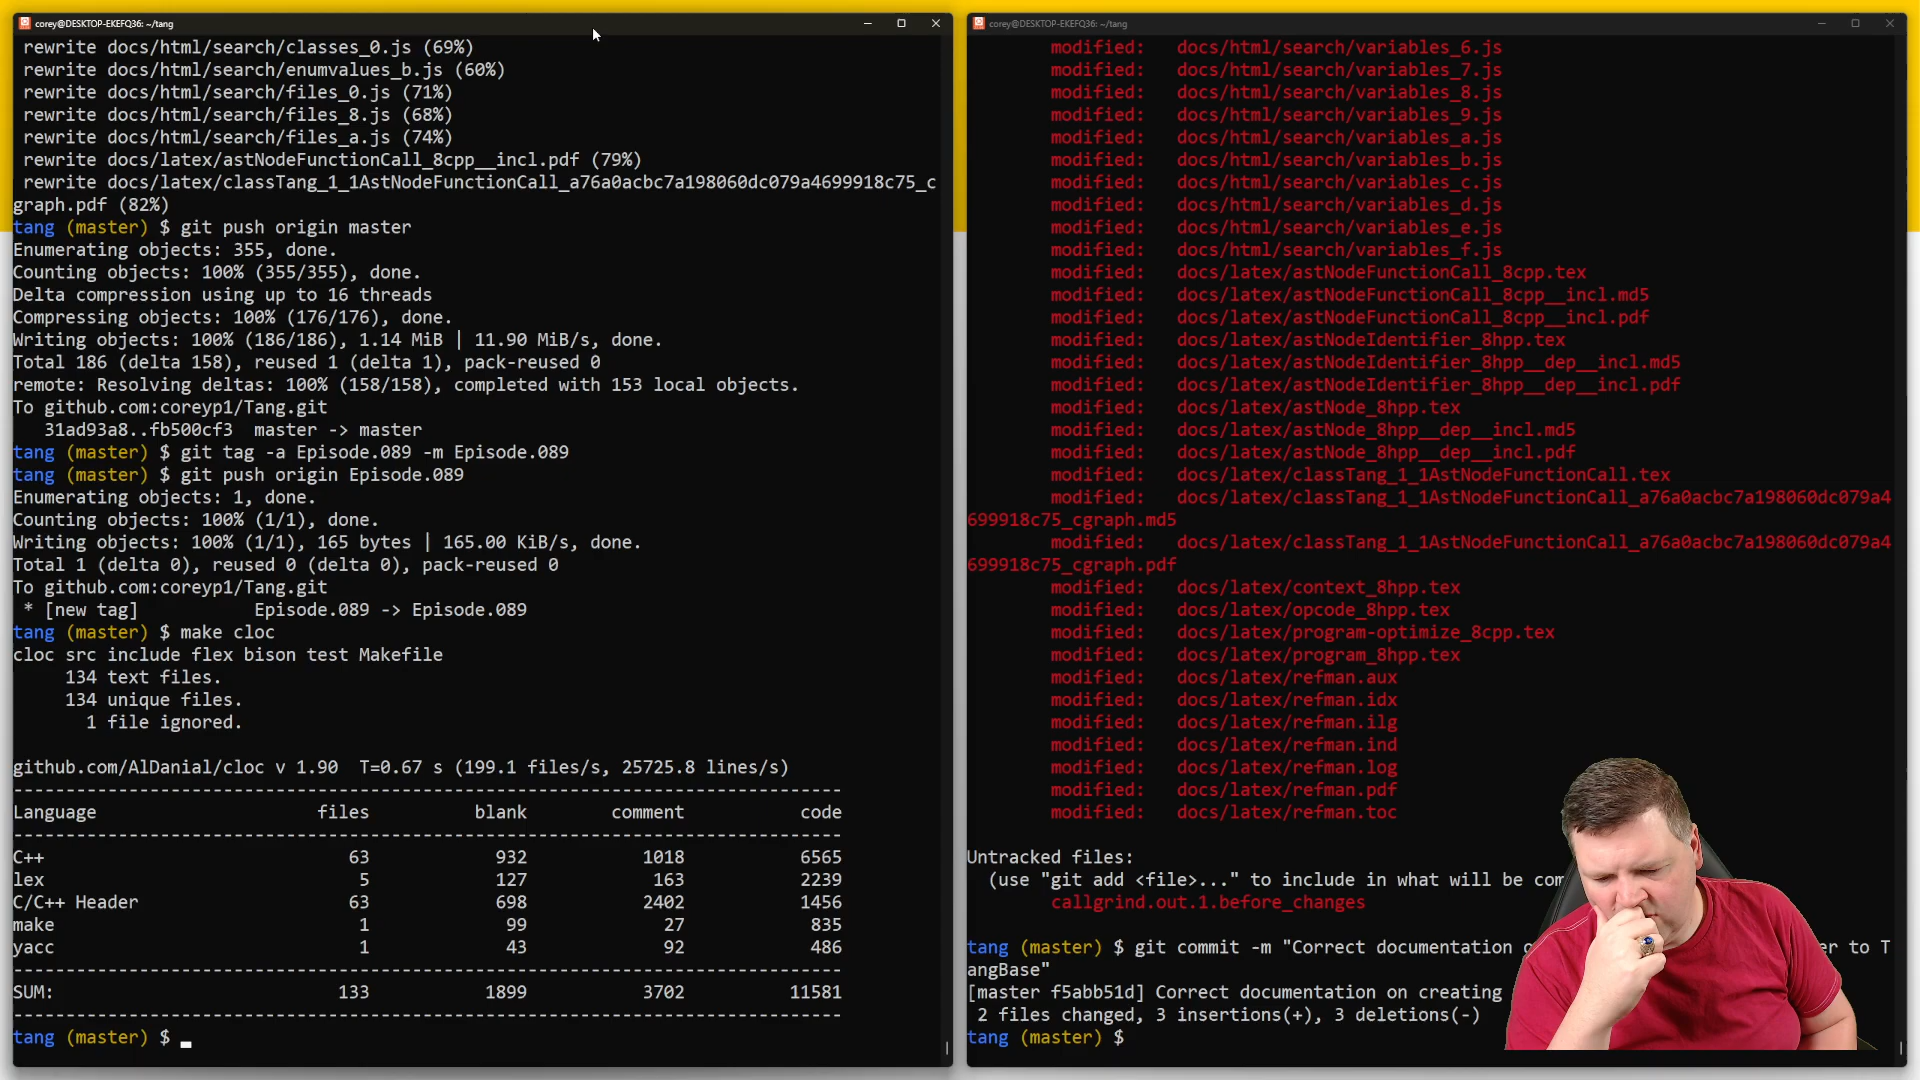 corey@DESKTOP-EKEFQ36: ~/tang
rewrite docs/html/search/classes_0.js (69%)
rewrite docs/html/search/enumvalues_b.js (60%)
rewrite docs/html/search/files_0.js (71%)
rewrite docs/html/search/files_8.js (68%)
rewrite docs/html/search/files_a.js (74%)
rewrite docs/latex/astNodeFunctionCall_8cpp__incl.pdf (79%)
rewrite docs/latex/classTang_1_1AstNodeFunctionCall_a76a0acbc7a198060dc079a4699918c75_c
graph.pdf (82%)
tang (master) $ git push origin master
Enumerating objects: 355, done.
Counting objects: 100% (355/355), done.
Delta compression using up to 16 threads
Compressing objects: 100% (176/176), done.
Writing objects: 100% (186/186), 1.14 MiB | 11.90 MiB/s, done.
Total 186 (delta 158), reused 1 (delta 1), pack-reused 0
remote: Resolving deltas: 100% (158/158), completed with 153 local objects.
To github.com:coreyp1/Tang.git
31ad93a8..fb500cf3  master -> master
tang (master) $ git tag -a Episode.089 -m Episode.089
tang (master) $ git push origin Episode.089
Enumerating objects: 1, done.
Counting objects: 100% (1/1), done.
Writing objects: 100% (1/1), 165 bytes | 165.00 KiB/s, done.
Total 1 (delta 0), reused 0 (delta 0), pack-reused 0
To github.com:coreyp1/Tang.git
* [new tag]           Episode.089 -> Episode.089
tang (master) $ make cloc
cloc src include flex bison test Makefile
134 text files.
134 unique files.
1 file ignored.
github.com/AlDanial/cloc v 1.90  T=0.67 s (199.1 files/s, 25725.8 lines/s)
-------------------------------------------------------------------------------
Language                     files          blank        comment           code
-------------------------------------------------------------------------------
C++                             63            932           1018           6565
lex                              5            127            163           2239
C/C++ Header                    63            698           2402           1456
make                             1             99             27            835
yacc                             1             43             92            486
-------------------------------------------------------------------------------
SUM:                           133           1899           3702          11581
-------------------------------------------------------------------------------
tang (master) $
corey@DESKTOP-EKEFQ36: ~/tang
modified:   docs/html/search/variables_6.js
modified:   docs/html/search/variables_7.js
modified:   docs/html/search/variables_8.js
modified:   docs/html/search/variables_9.js
modified:   docs/html/search/variables_a.js
modified:   docs/html/search/variables_b.js
modified:   docs/html/search/variables_c.js
modified:   docs/html/search/variables_d.js
modified:   docs/html/search/variables_e.js
modified:   docs/html/search/variables_f.js
modified:   docs/latex/astNodeFunctionCall_8cpp.tex
modified:   docs/latex/astNodeFunctionCall_8cpp__incl.md5
modified:   docs/latex/astNodeFunctionCall_8cpp__incl.pdf
modified:   docs/latex/astNodeIdentifier_8hpp.tex
modified:   docs/latex/astNodeIdentifier_8hpp__dep__incl.md5
modified:   docs/latex/astNodeIdentifier_8hpp__dep__incl.pdf
modified:   docs/latex/astNode_8hpp.tex
modified:   docs/latex/astNode_8hpp__dep__incl.md5
modified:   docs/latex/astNode_8hpp__dep__incl.pdf
modified:   docs/latex/classTang_1_1AstNodeFunctionCall.tex
modified:   docs/latex/classTang_1_1AstNodeFunctionCall_a76a0acbc7a198060dc079a4
699918c75_cgraph.md5
modified:   docs/latex/classTang_1_1AstNodeFunctionCall_a76a0acbc7a198060dc079a4
699918c75_cgraph.pdf
modified:   docs/latex/context_8hpp.tex
modified:   docs/latex/opcode_8hpp.tex
modified:   docs/latex/program-optimize_8cpp.tex
modified:   docs/latex/program_8hpp.tex
modified:   docs/latex/refman.aux
modified:   docs/latex/refman.idx
modified:   docs/latex/refman.ilg
modified:   docs/latex/refman.ind
modified:   docs/latex/refman.log
modified:   docs/latex/refman.pdf
modified:   docs/latex/refman.toc
Untracked files:
(use "git add <file>..." to include in what will be com
callgrind.out.1.before_changes
tang (master) $ git commit -m "Correct documentation er to T
angBase"
[master f5abb51d] Correct documentation on creating
2 files changed, 3 insertions(+), 3 deletions(-)
tang (master) $